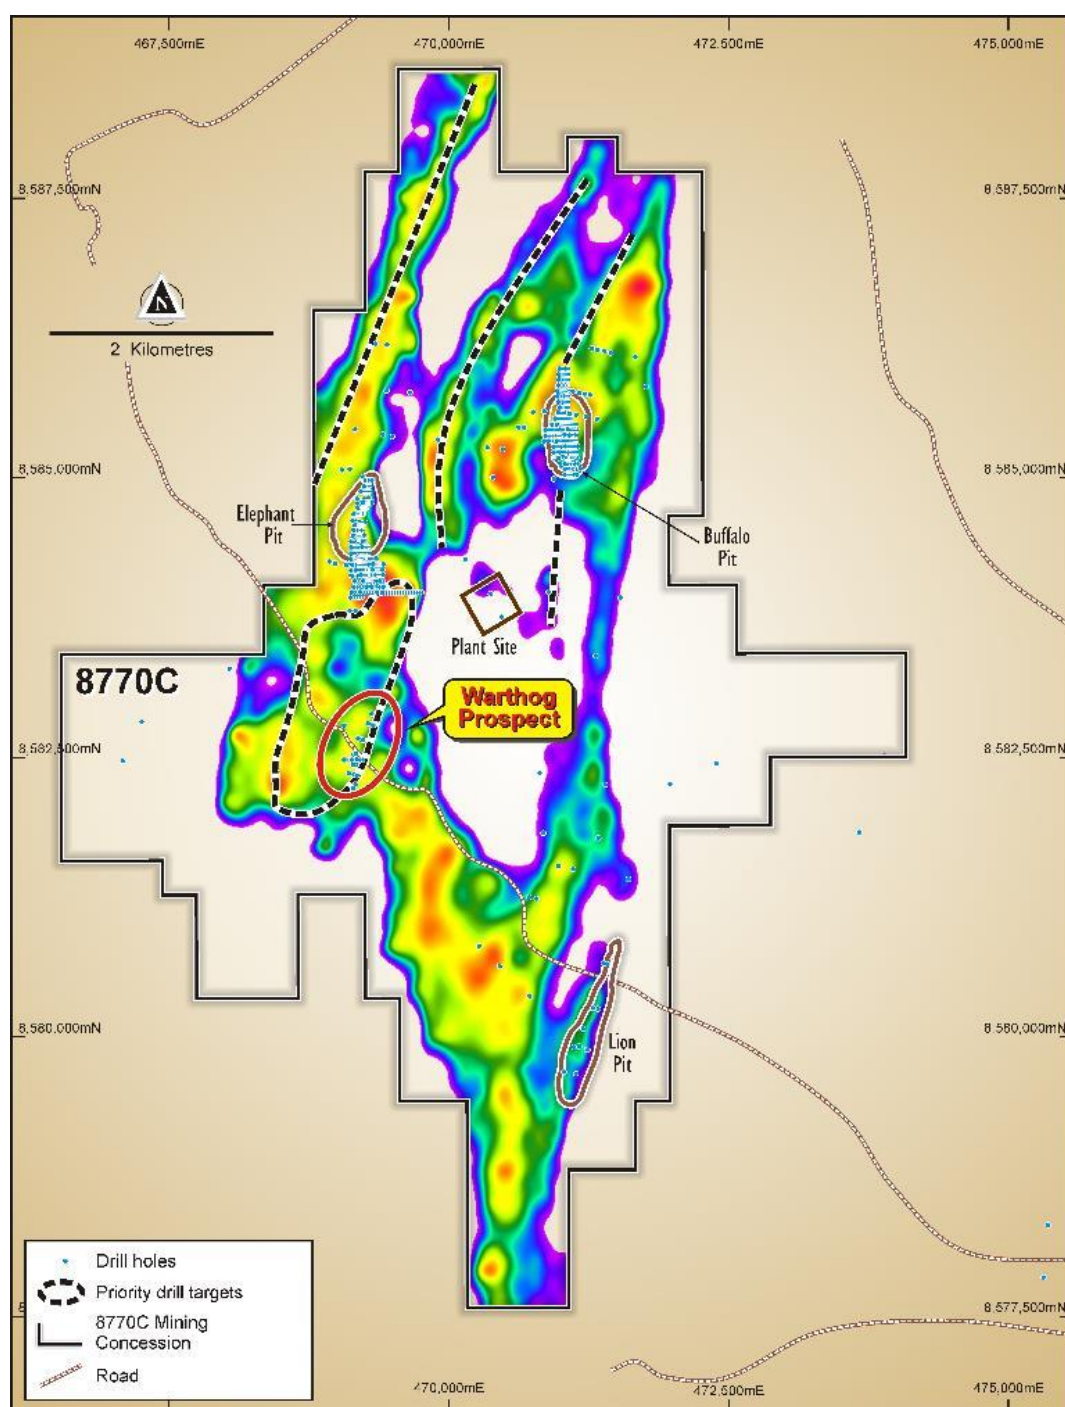 467,500mE
470,000mE
472,500mE
475,000mE
8,587,500mN
8,587,500mN
N
2 Kilometres
8,585,000mN
8,585,000mN
Elephant
Pit
Buffalo
Pit
Plant Site
8770C
Warthog
Prospect
8,582,500mN
8,582,500mN
8,580,000mN
8,580,000mN
Lion
Pit
Drill holes
Priority drill targets
8770C Mining
Concession
Road
8,577,500mN
470,000mE
472,500mE
475,000mE